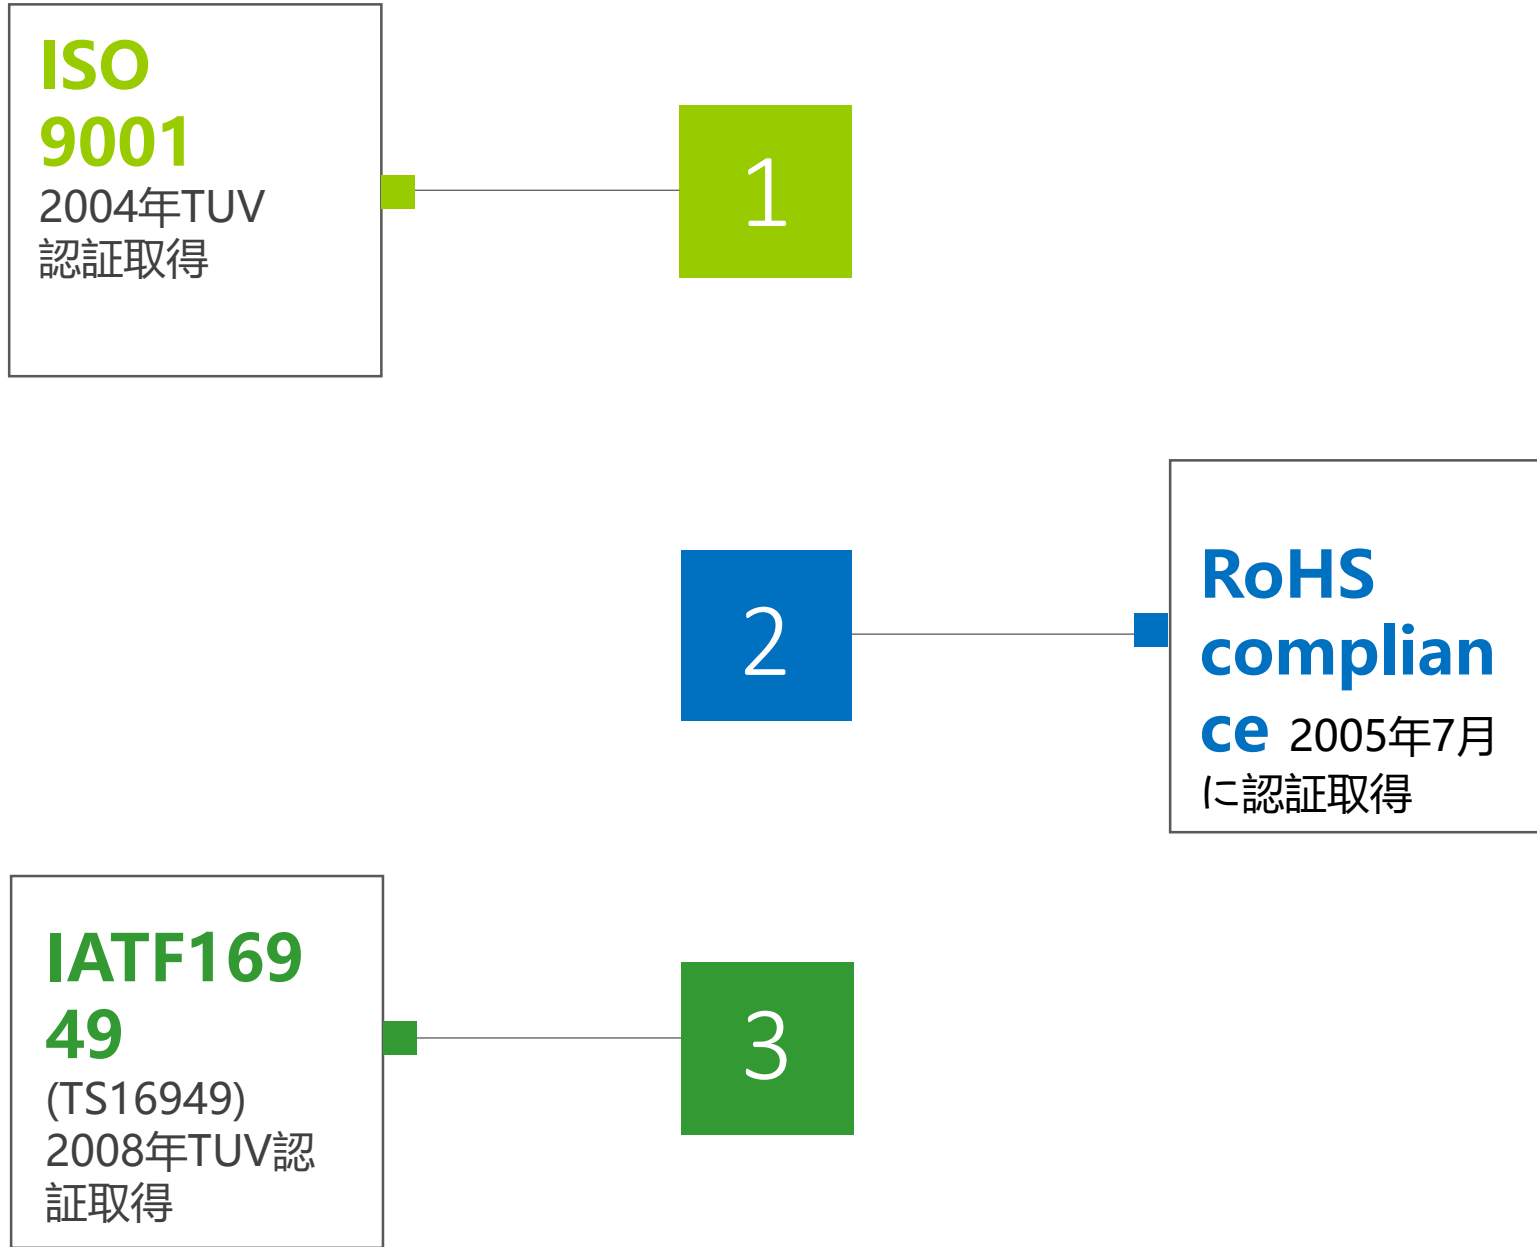 ISO
9001
2004年TUV
認証取得
1
2
RoHS
complian
ce 2005年7月
に認証取得
IATF169
49
(TS16949)
2008年TUV認
証取得
3